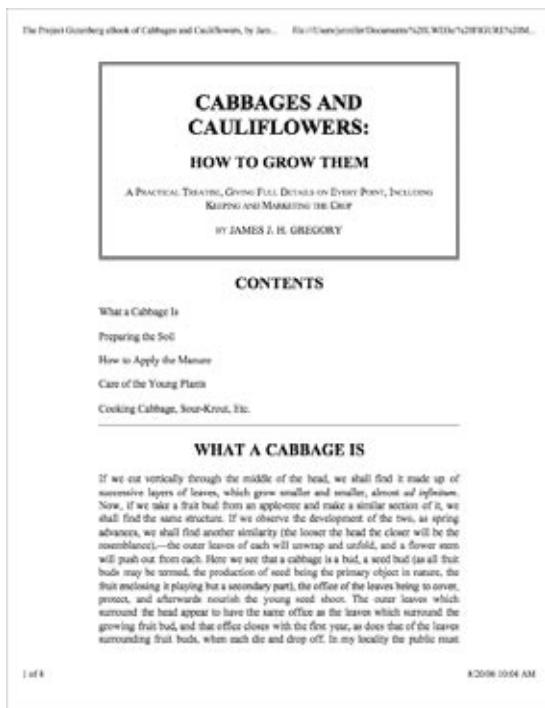 The Project Gutenberg eBook of Cabbages and Cauliflowers, by Jam...
CABBAGES AND
CAULIFLOWERS:
HOW TO GROW THEM
A Practical Treatise, Giving Full Details on Every Point, Including
Keeping and Marketing the Crop
BY JAMES J. H. GREGORY
CONTENTS
What a Cabbage Is
Preparing the Soil
How to Apply the Manure
Care of the Young Plants
Cooking Cabbage, Sour-Krout, Etc.
WHAT A CABBAGE IS
If we cut vertically through the middle of the head, we shall find it made up of
successive layers of leaves, which grow smaller and smaller, almost ad infinitum.
Now, if we take a fruit bud from an apple-tree and make a similar section of it, we
shall find the same structure. If we observe the development of the two, as spring
advances, we shall find another similarity (the looser the head the closer will be the
resemblance),—the outer leaves of each will unwrap and unfold, and a flower stem
will push out from each. Here we see that a cabbage is a bud, a seed bud (as all fruit
buds may be termed, the production of seed being the primary object in nature, the
fruit enclosing it playing but a secondary part), the office of the leaves being to cover,
protect, and afterwards nourish the young seed shoot. The outer leaves which
surround the head appear to have the same office as the leaves which surround the
growing fruit bud, and that office closes with the first year, as does that of the leaves
surrounding fruit buds, when each die and drop off. In my locality the public must
1 of 4
8/20/06 10:04 AM